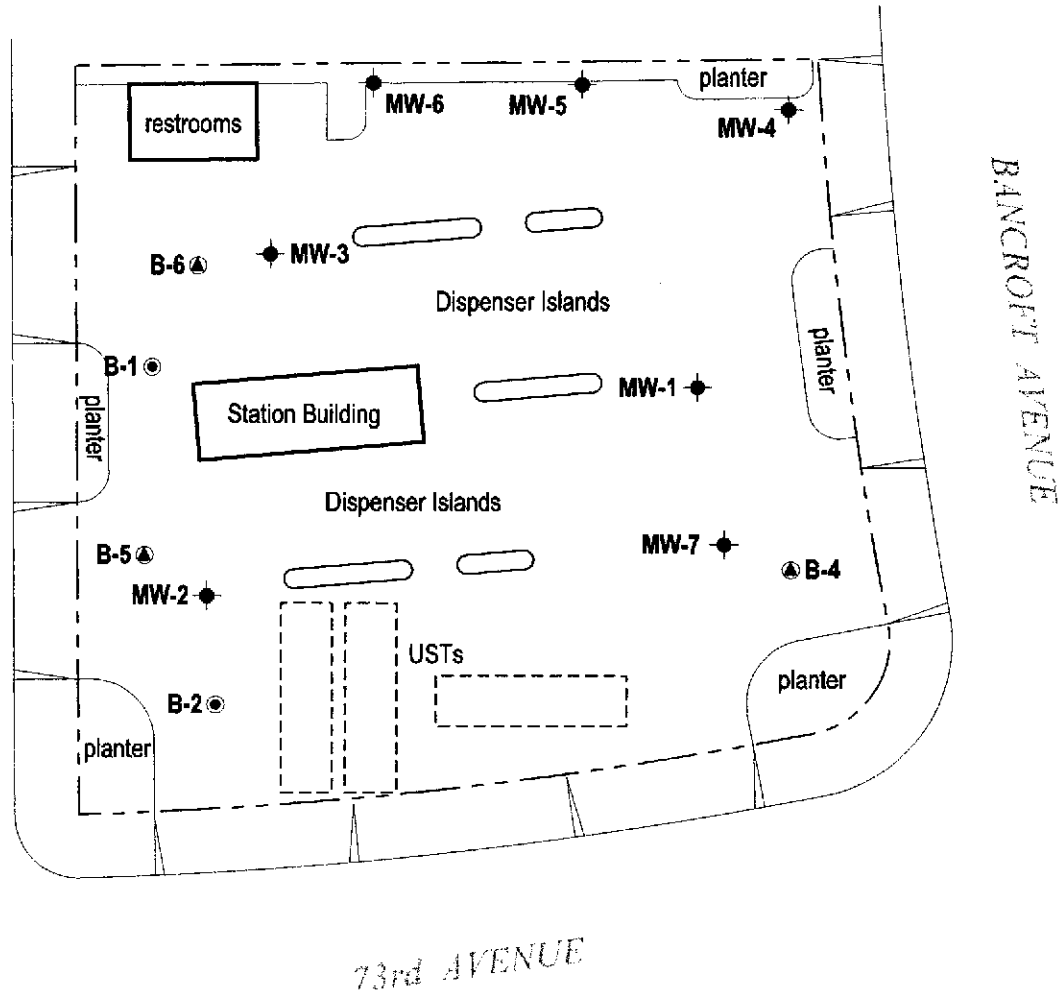 planter
MW-6
MW-5
MW-4
restrooms
BANCROFT AVENUE
MW-3
B-6
Dispenser Islands
planter
B-1
MW-1
planter
Station Building
Dispenser Islands
MW-7
B-5
B-4
MW-2
USTs
planter
B-2
planter
73rd AVENUE